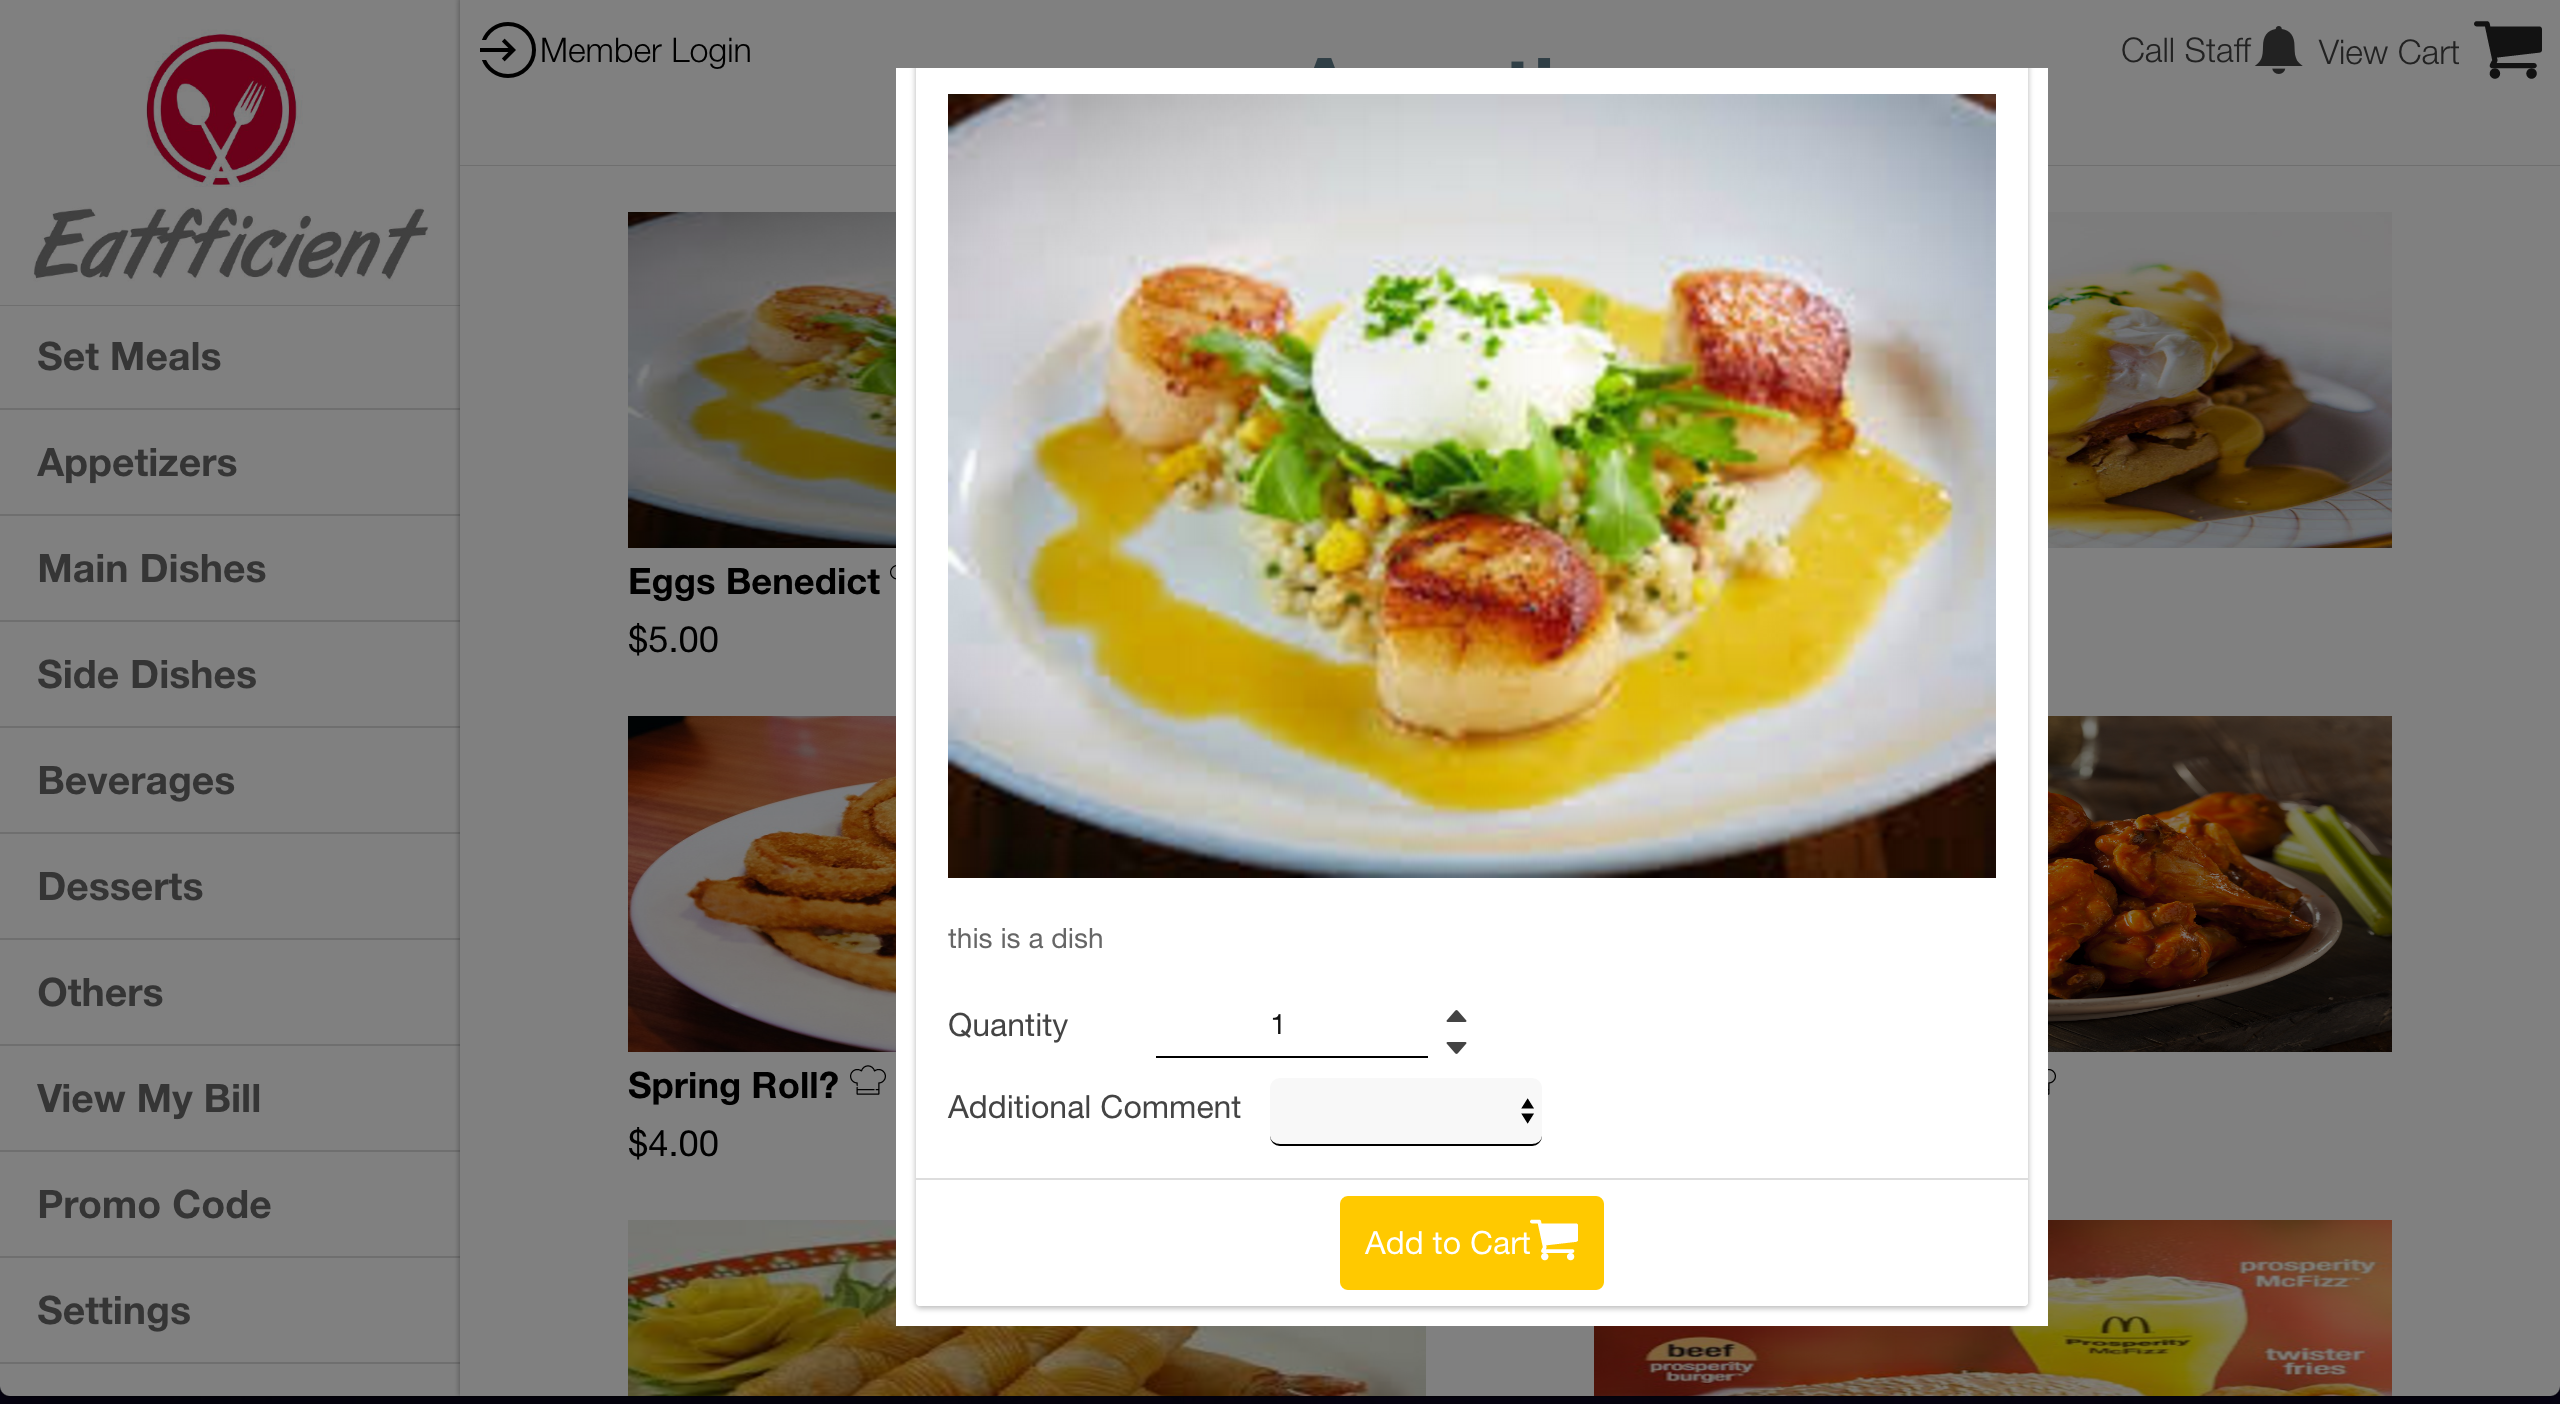 Member Login
Call Staff
View Cart
Eatfficient
Set Meals
Appetizers
Main Dishes
Side Dishes
Beverages
Desserts
Others
View My Bill
Promo Code
Settings
Eggs Benedict
$5.00
Spring Roll?
$4.00
this is a dish
Quantity
1
Additional Comment
Add to Cart
prosperity
McFizz
Prosperity
McFizz
beef
prosperity
burger
twister
fries